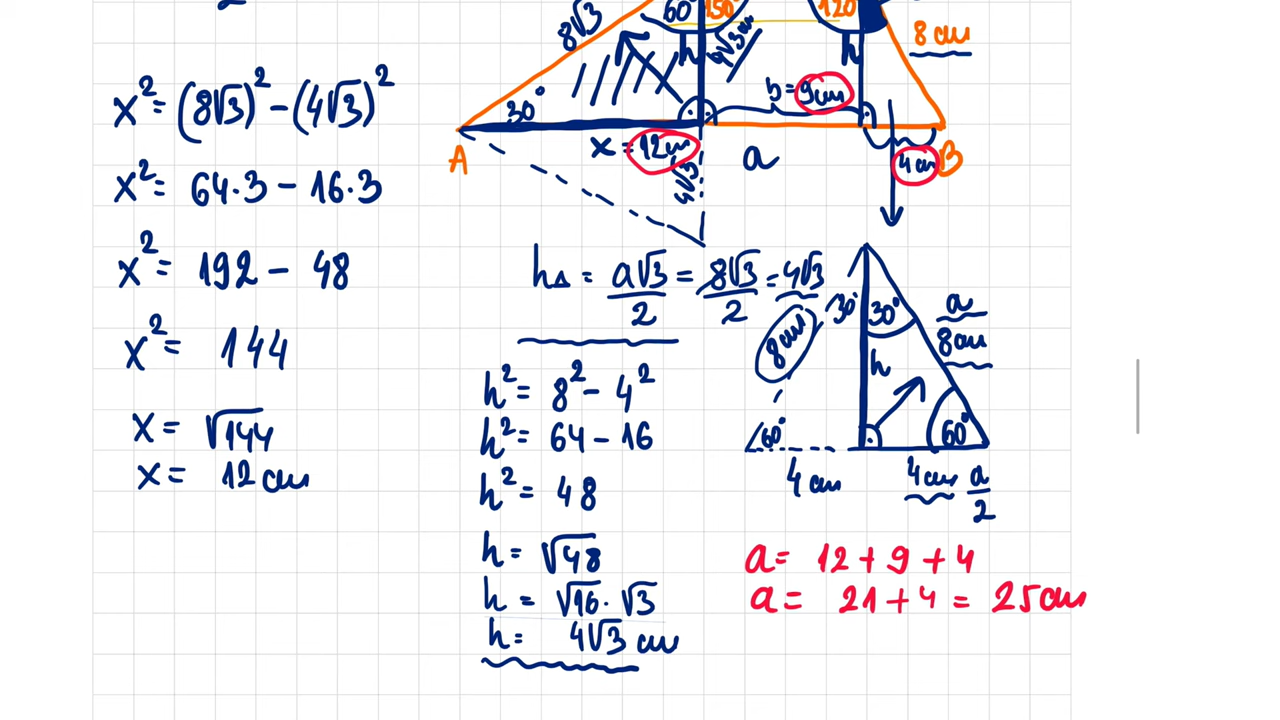 60° 150° 120°
8√3
h
4√3 cm
h
8 cm
b = 9 cm
30°
A
x = 12 cm
4√3
a
4 cm
B
x² = (8√3)² − (4√3)²
x² = 64·3 − 16·3
x² = 192 − 48
x² = 144
x = √144
x = 12 cm
h△ = a√3/2 = 8√3/2 = 4√3
h² = 8² − 4²
h² = 64 − 16
h² = 48
h = √48
h = √16 · √3
h = 4√3 cm
30° 30°
a
8 cm
8 cm
h
60° 60°
4 cm
4 cm a/2
a = 12 + 9 + 4
a = 21 + 4 = 25 cm